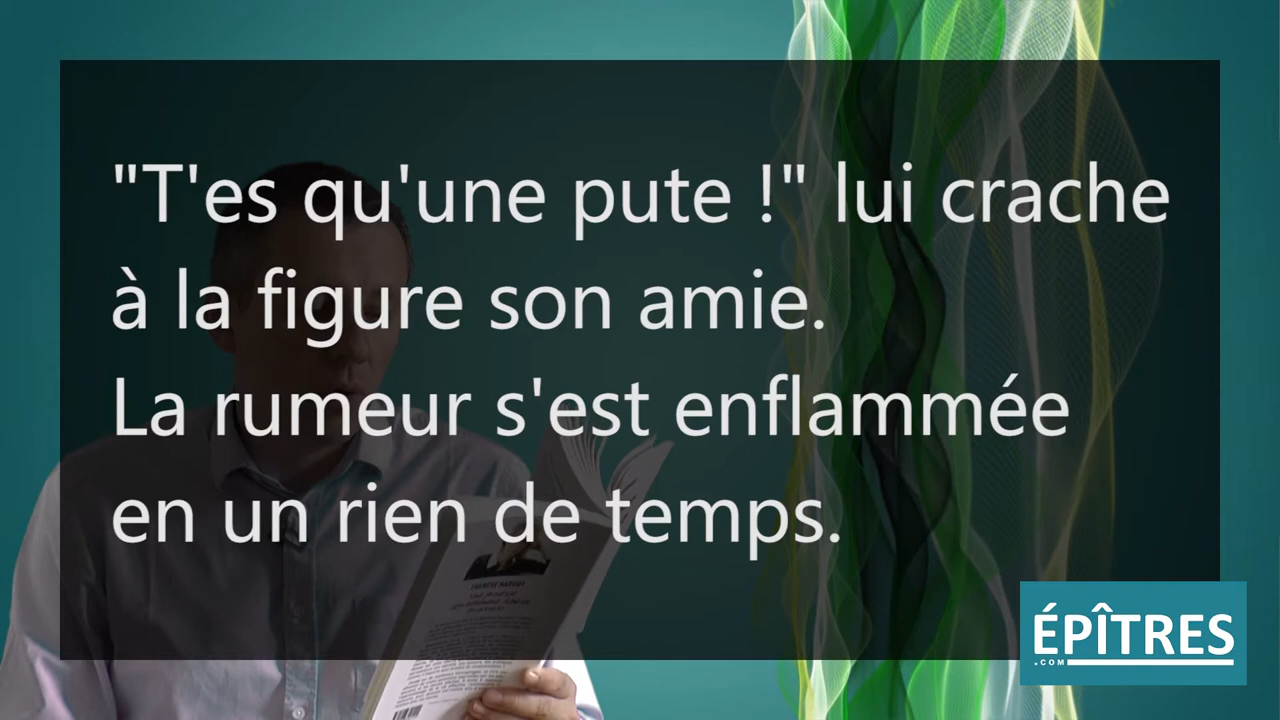 "T'es qu'une pute !" lui crache
à la figure son amie.
La rumeur s'est enflammée
en un rien de temps.
ÉPÎTRES
.COM